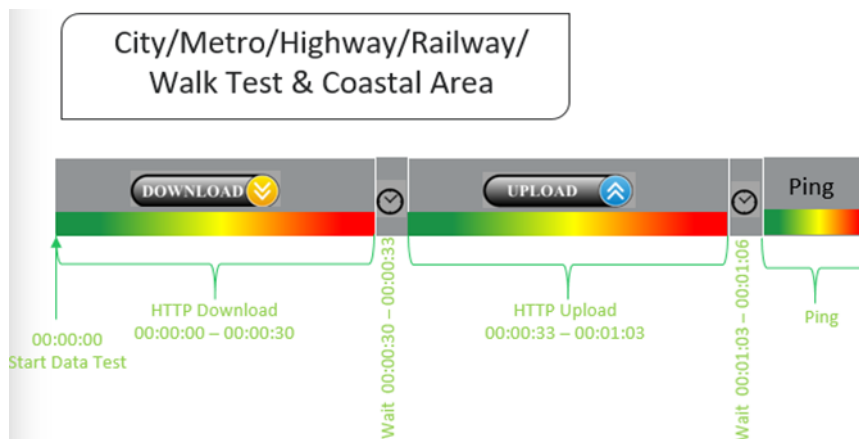 City/Metro/Highway/Railway/
Walk Test & Coastal Area
DOWNLOAD
UPLOAD
Ping
HTTP Download
00:00:00 – 00:00:30
Wait 00:00:30 – 00:00:33
HTTP Upload
00:00:33 – 00:01:03
Wait 00:01:03 – 00:01:06
Ping
00:00:00
Start Data Test